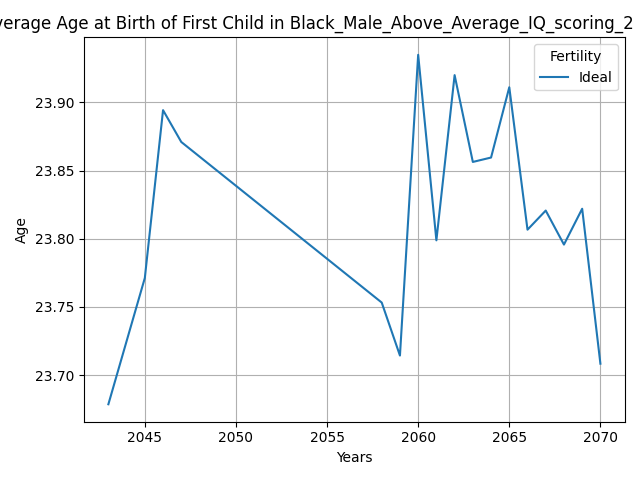 verage Age at Birth of First Child in Black_Male_Above_Average_IQ_scoring_2
Fertility
Ideal
23.90
23.85
23.80
23.75
23.70
Age
2045 2050 2055 2060 2065 2070
Years